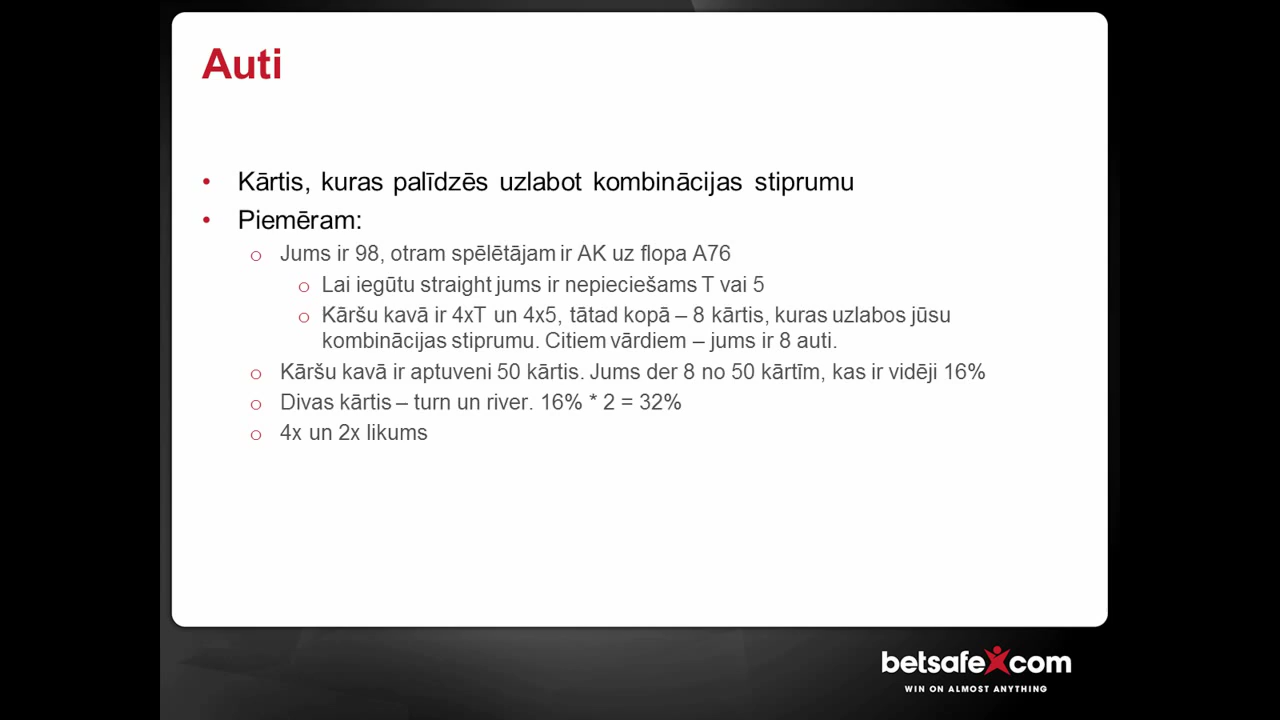 Auti
• Kārtis, kuras palīdzēs uzlabot kombinācijas stiprumu
• Piemēram:
o Jums ir 98, otram spēlētājam ir AK uz flopa A76
o Lai iegūtu straight jums ir nepieciešams T vai 5
o Kāršu kavā ir 4xT un 4x5, tātad kopā – 8 kārtis, kuras uzlabos jūsu
kombinācijas stiprumu. Citiem vārdiem – jums ir 8 auti.
o Kāršu kavā ir aptuveni 50 kārtis. Jums der 8 no 50 kārtīm, kas ir vidēji 16%
o Divas kārtis – turn un river. 16% * 2 = 32%
o 4x un 2x likums
betsafe com
WIN ON ALMOST ANYTHING